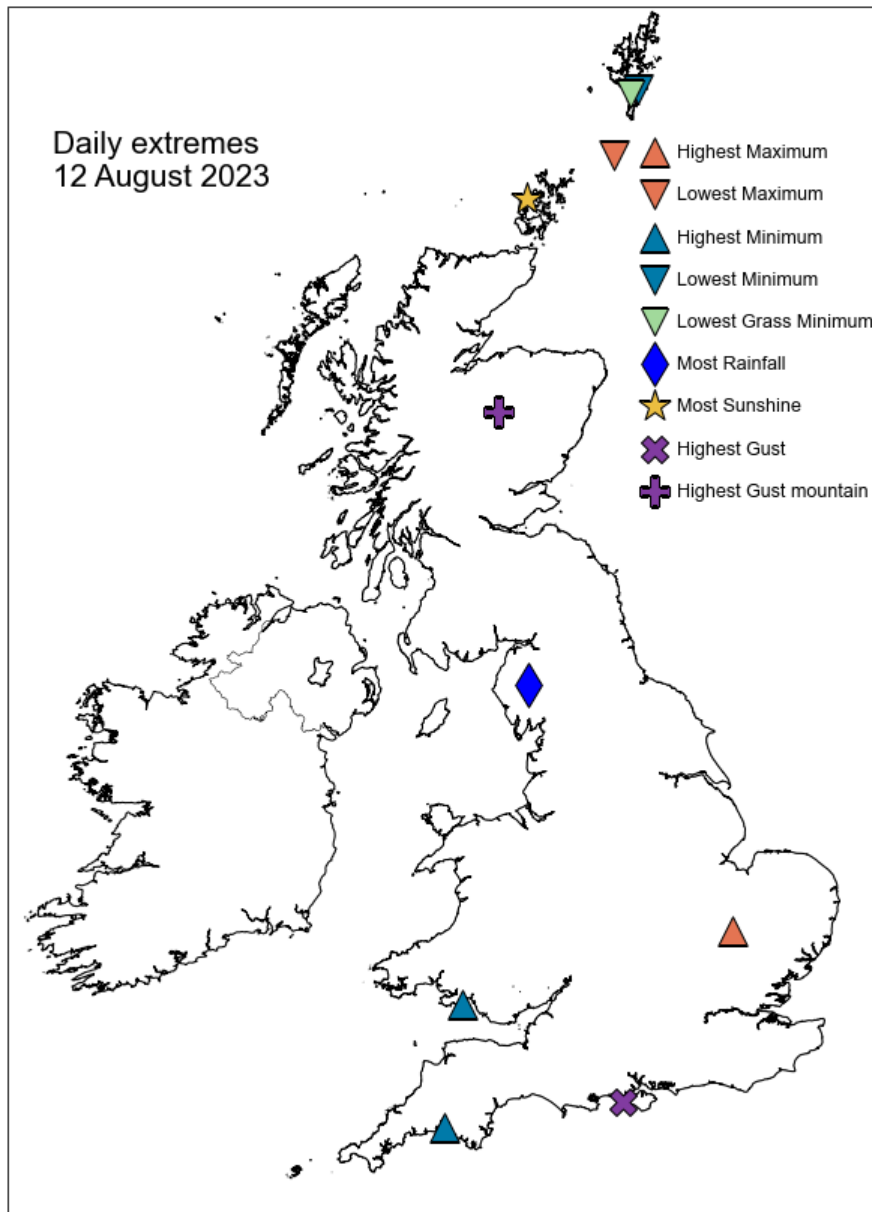 Daily extremes
12 August 2023
Highest Maximum
Lowest Maximum
Highest Minimum
Lowest Minimum
Lowest Grass Minimum
Most Rainfall
Most Sunshine
Highest Gust
Highest Gust mountain